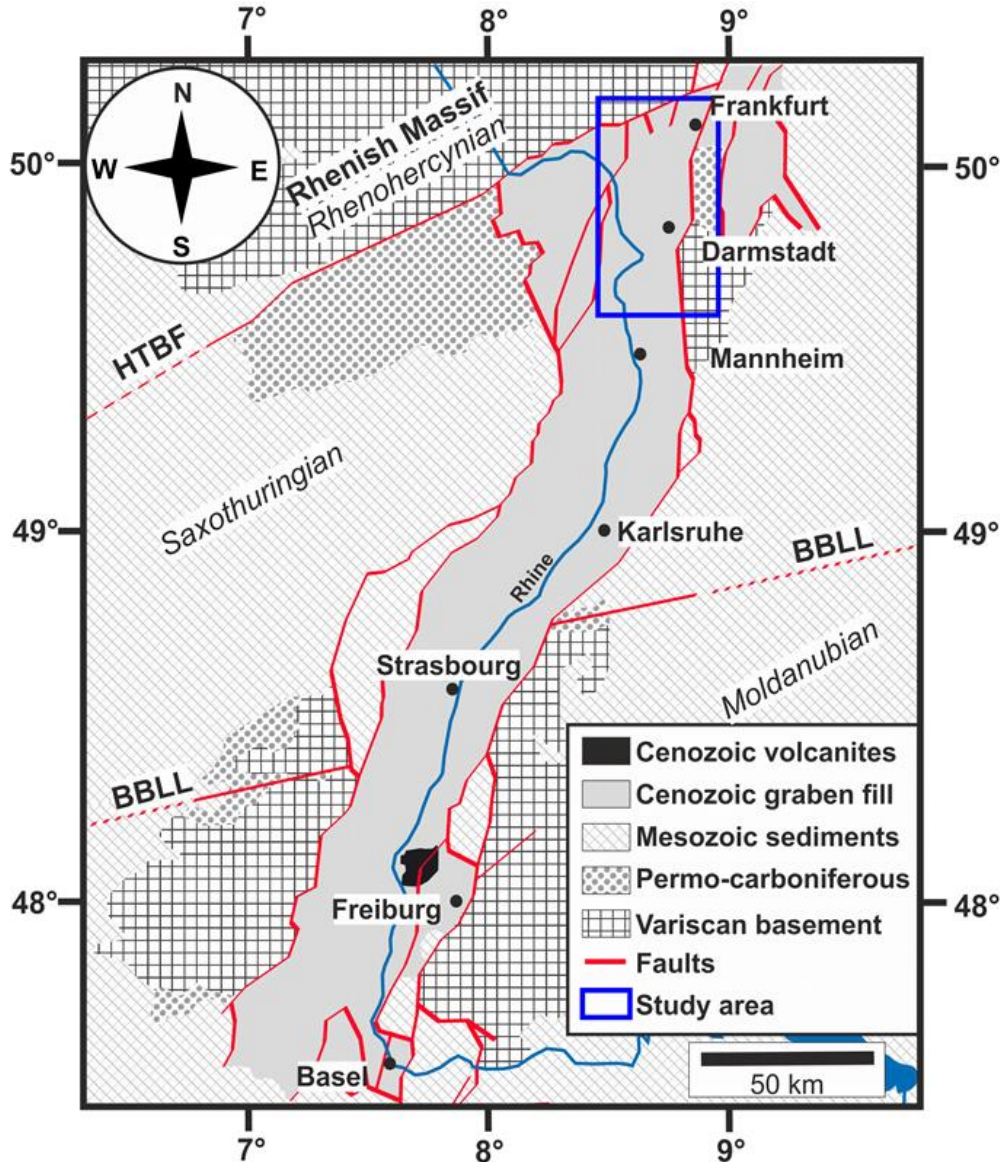 7°
8°
9°
N
W
E
S
Frankfurt
Rhenish Massif
Rhenohercynian
50°
50°
Darmstadt
HTBF
Mannheim
Saxothuringian
49°
49°
Karlsruhe
BBLL
Rhine
Strasbourg
Moldanubian
BBLL
Cenozoic volcanites
Cenozoic graben fill
Mesozoic sediments
Permo-carboniferous
Variscan basement
Faults
Study area
48°
48°
Freiburg
Basel
50 km
7°
8°
9°